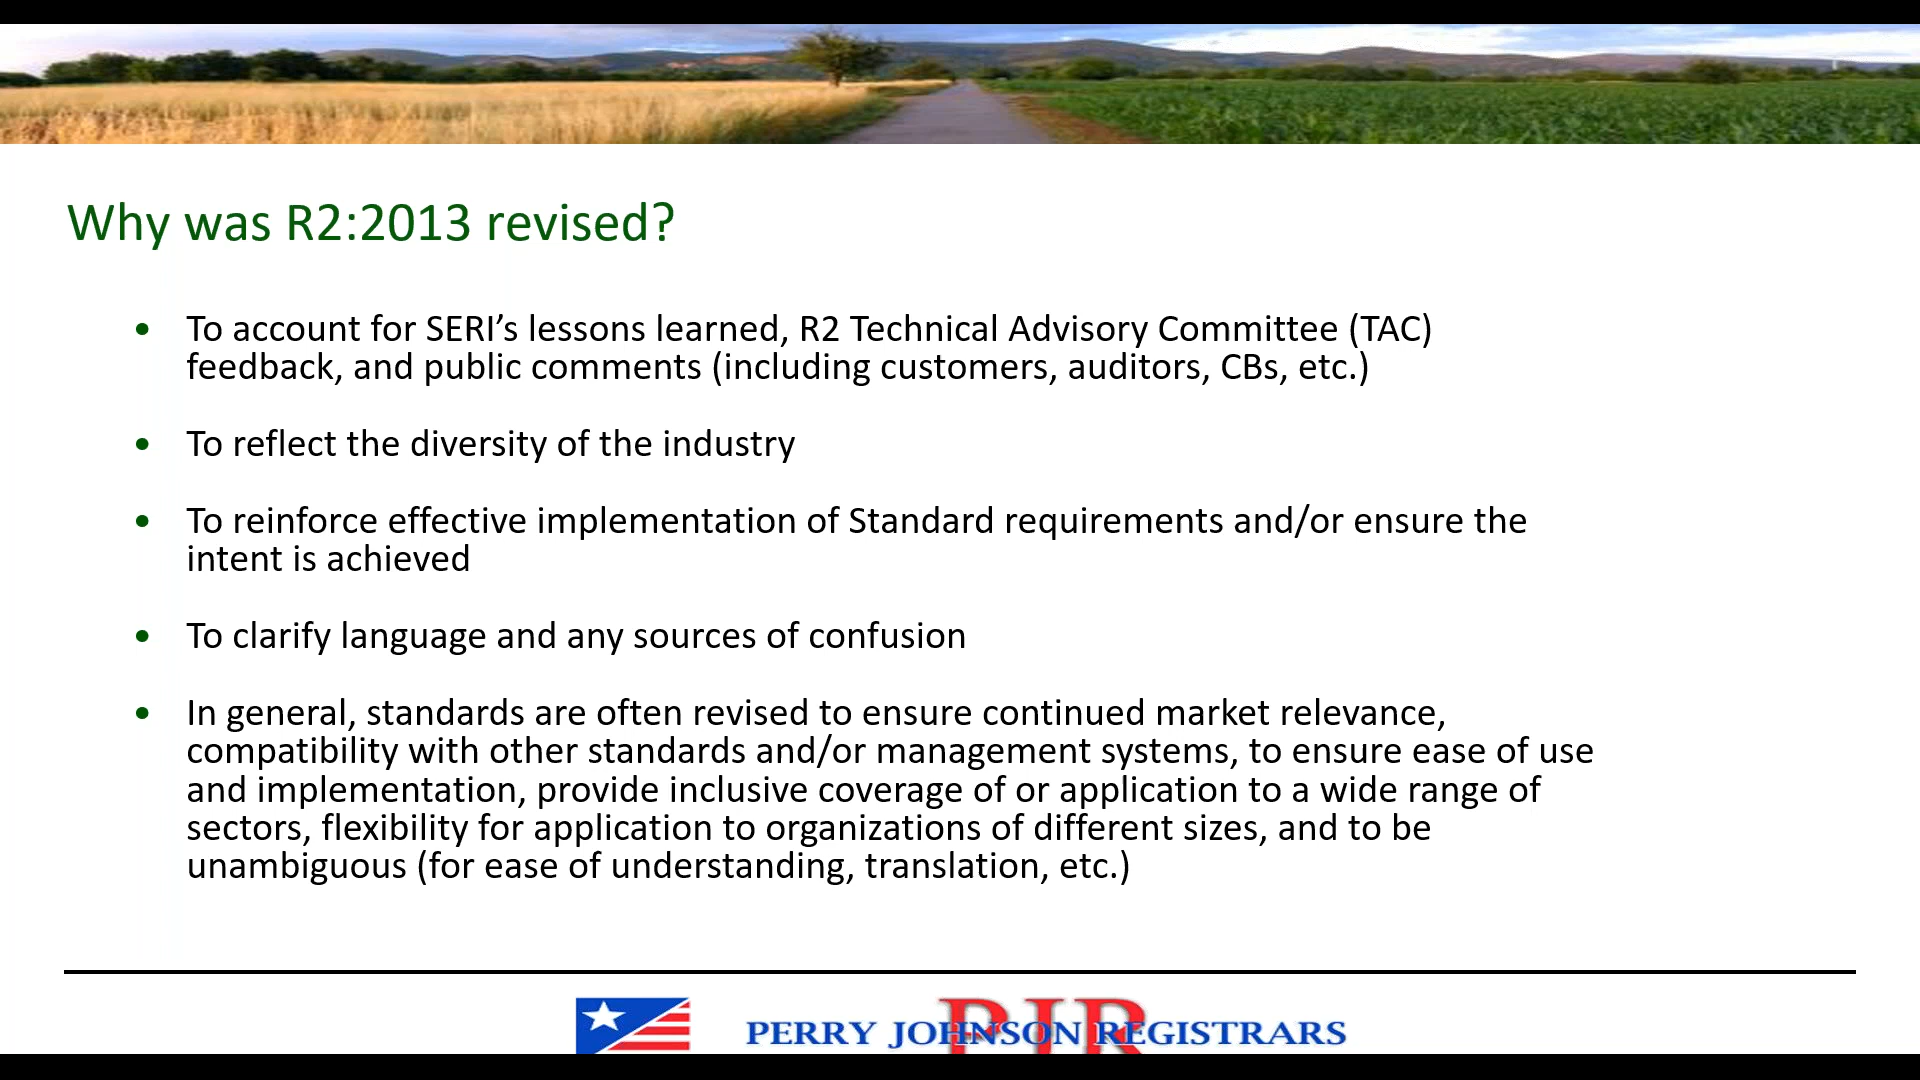 Why was R2:2013 revised?
• To account for SERI’s lessons learned, R2 Technical Advisory Committee (TAC)
feedback, and public comments (including customers, auditors, CBs, etc.)
• To reflect the diversity of the industry
• To reinforce effective implementation of Standard requirements and/or ensure the
intent is achieved
• To clarify language and any sources of confusion
• In general, standards are often revised to ensure continued market relevance,
compatibility with other standards and/or management systems, to ensure ease of use
and implementation, provide inclusive coverage of or application to a wide range of
sectors, flexibility for application to organizations of different sizes, and to be
unambiguous (for ease of understanding, translation, etc.)
PJR
PERRY JOHNSON REGISTRARS